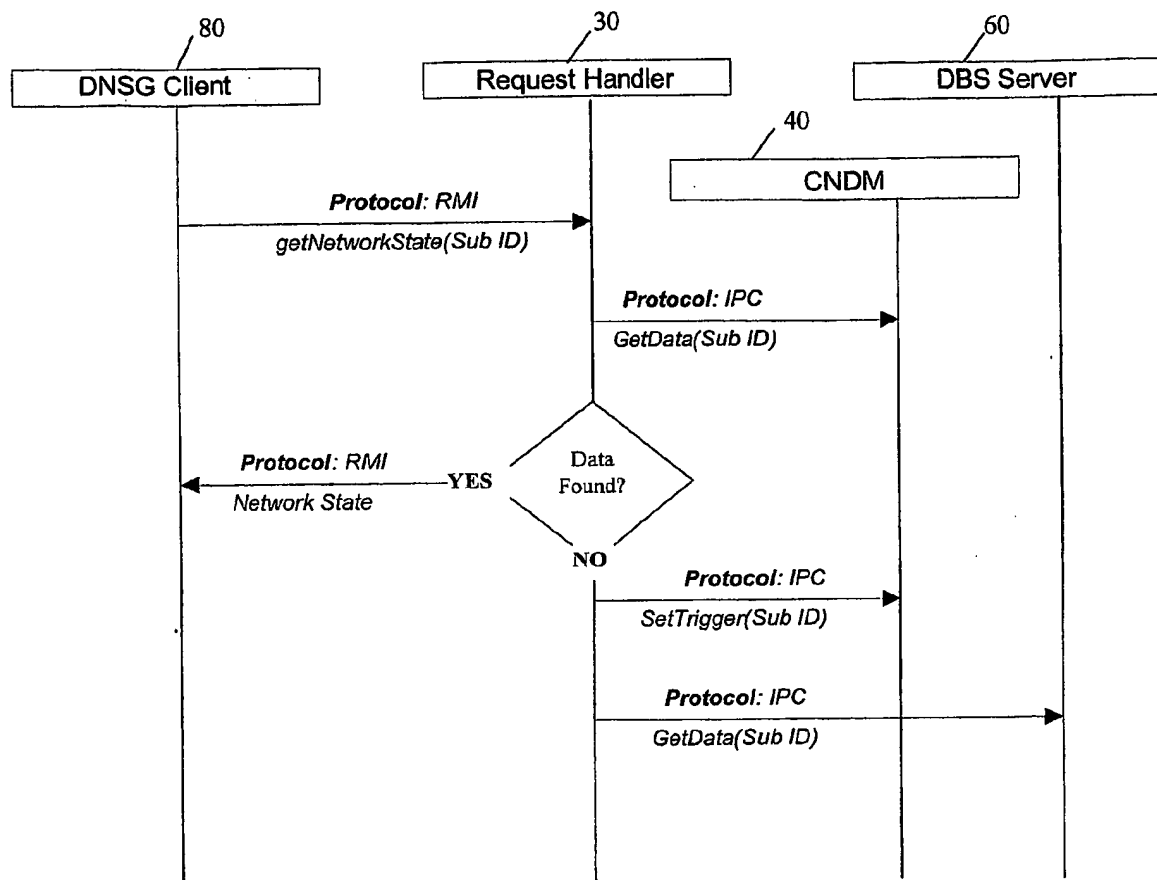 80
30
60
DNSG Client
Request Handler
DBS Server
40
CNDM
Protocol: RMI
getNetworkState(Sub ID)
Protocol: IPC
GetData(Sub ID)
Data
Found?
Protocol: RMI
YES
Network State
NO
Protocol: IPC
SetTrigger(Sub ID)
Protocol: IPC
GetData(Sub ID)